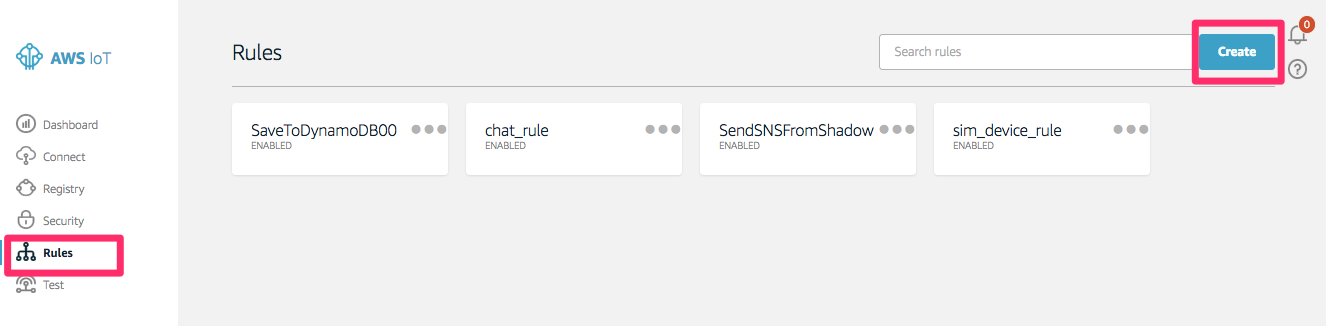 AWS IoT
Dashboard
Connect
Registry
Security
Rules
Test
Rules
Search rules
Create
0
?
SaveToDynamoDB00
ENABLED
chat_rule
ENABLED
SendSNSFromShadow
ENABLED
sim_device_rule
ENABLED